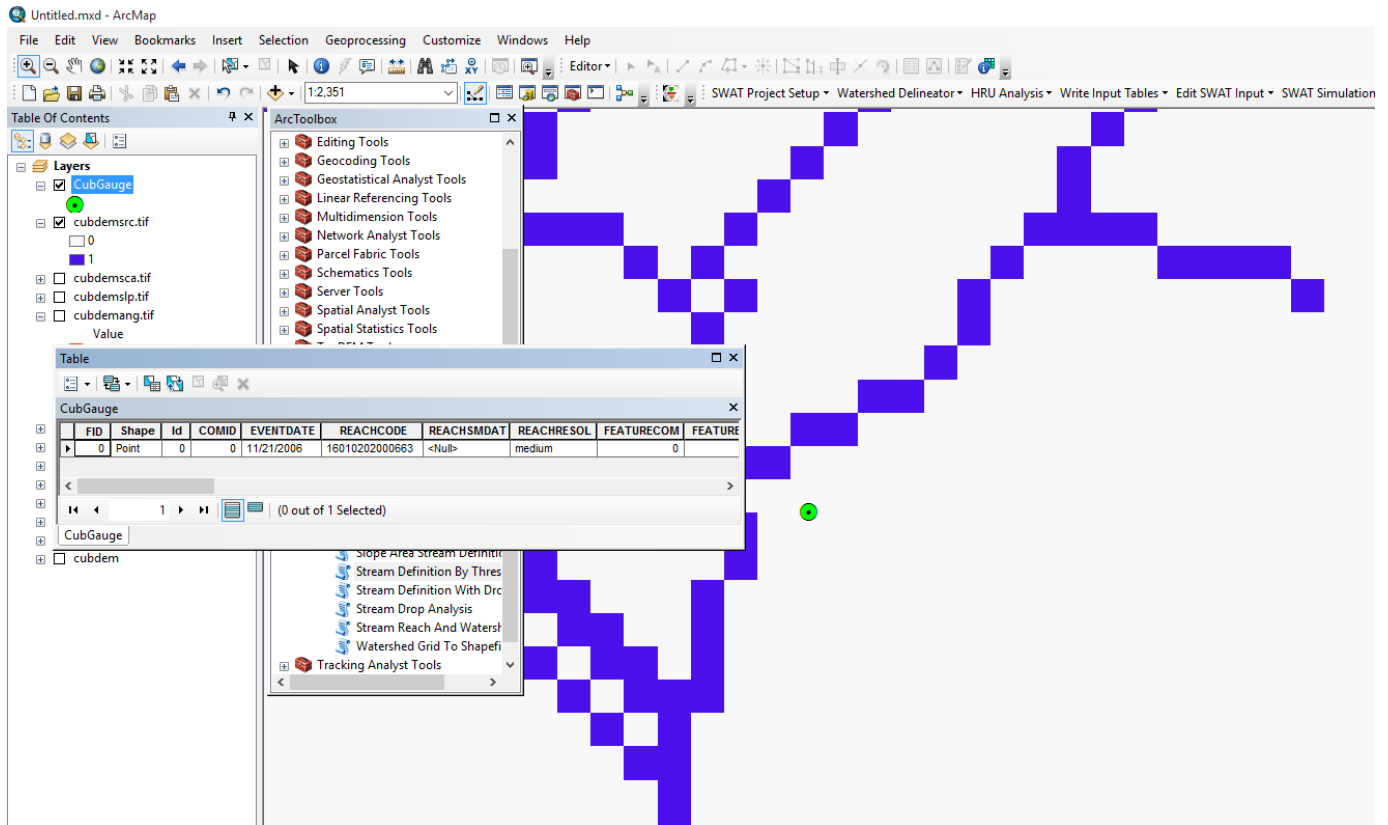 Untitled.mxd - ArcMap
File Edit View Bookmarks Insert Selection Geoprocessing Customize Windows Help
Editor
1:2,351 SWAT Project Setup Watershed Delineator HRU Analysis Write Input Tables Edit SWAT Input SWAT Simulation
Table Of Contents
Layers
CubGauge
cubdemsrc.tif
0
1
cubdemsca.tif
cubdemslp.tif
cubdemang.tif
Value
cubdem
ArcToolbox
Editing Tools
Geocoding Tools
Geostatistical Analyst Tools
Linear Referencing Tools
Multidimension Tools
Network Analyst Tools
Parcel Fabric Tools
Schematics Tools
Server Tools
Spatial Analyst Tools
Spatial Statistics Tools
Slope Area Stream Definitic
Stream Definition By Thres
Stream Definition With Drc
Stream Drop Analysis
Stream Reach And Watersh
Watershed Grid To Shapefi
Tracking Analyst Tools
Table
CubGauge
FID Shape Id COMID EVENTDATE REACHCODE REACHSMDAT REACHRESOL FEATURECOM FEATURE
0 Point 0 0 11/21/2006 16010202000663 <Null> medium 0
1 (0 out of 1 Selected)
CubGauge